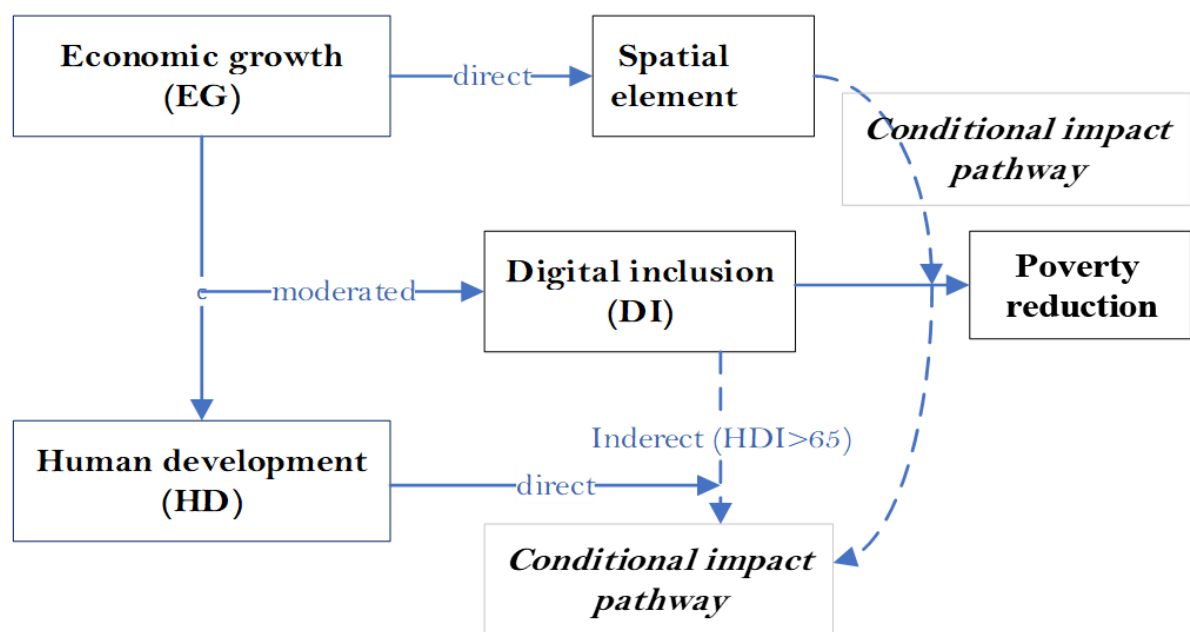 Economic growth
(EG)
direct
Spatial
element
Conditional impact
pathway
moderated
Digital inclusion
(DI)
Poverty
reduction
Inderect (HDI>65)
Human development
(HD)
direct
Conditional impact
pathway